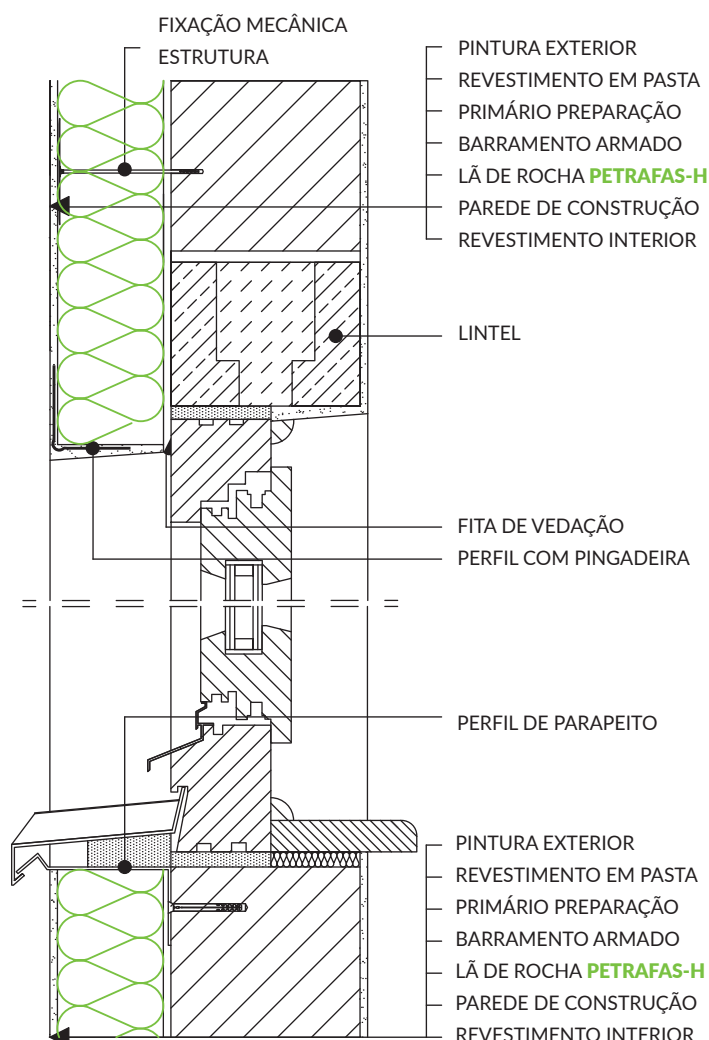 FIXAÇÃO MECÂNICA
ESTRUTURA
PINTURA EXTERIOR
REVESTIMENTO EM PASTA
PRIMÁRIO PREPARAÇÃO
BARRAMENTO ARMADO
LÃ DE ROCHA PETRAFAS-H
PAREDE DE CONSTRUÇÃO
REVESTIMENTO INTERIOR
LINTEL
FITA DE VEDAÇÃO
PERFIL COM PINGADEIRA
PERFIL DE PARAPEITO
PINTURA EXTERIOR
REVESTIMENTO EM PASTA
PRIMÁRIO PREPARAÇÃO
BARRAMENTO ARMADO
LÃ DE ROCHA PETRAFAS-H
PAREDE DE CONSTRUÇÃO
REVESTIMENTO INTERIOR